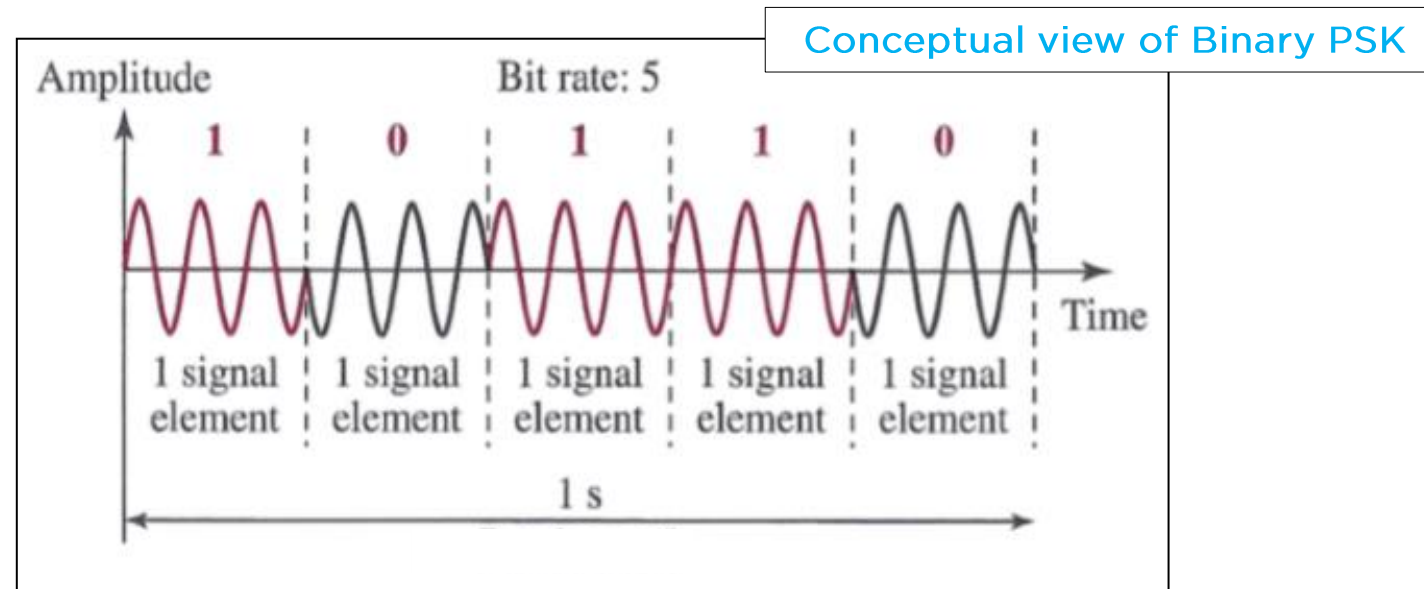 Conceptual view of Binary PSK
Amplitude
Bit rate: 5
1 0 1 1 0
Time
1 signal 1 signal 1 signal 1 signal 1 signal
element element element element element
1 s